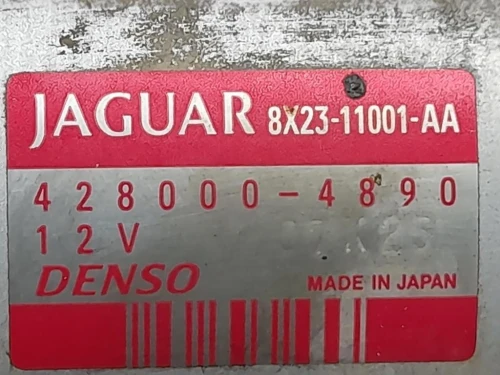 JAGUAR 8X23-11001-AA
428000-4890
12V
DENSO MADE IN JAPAN